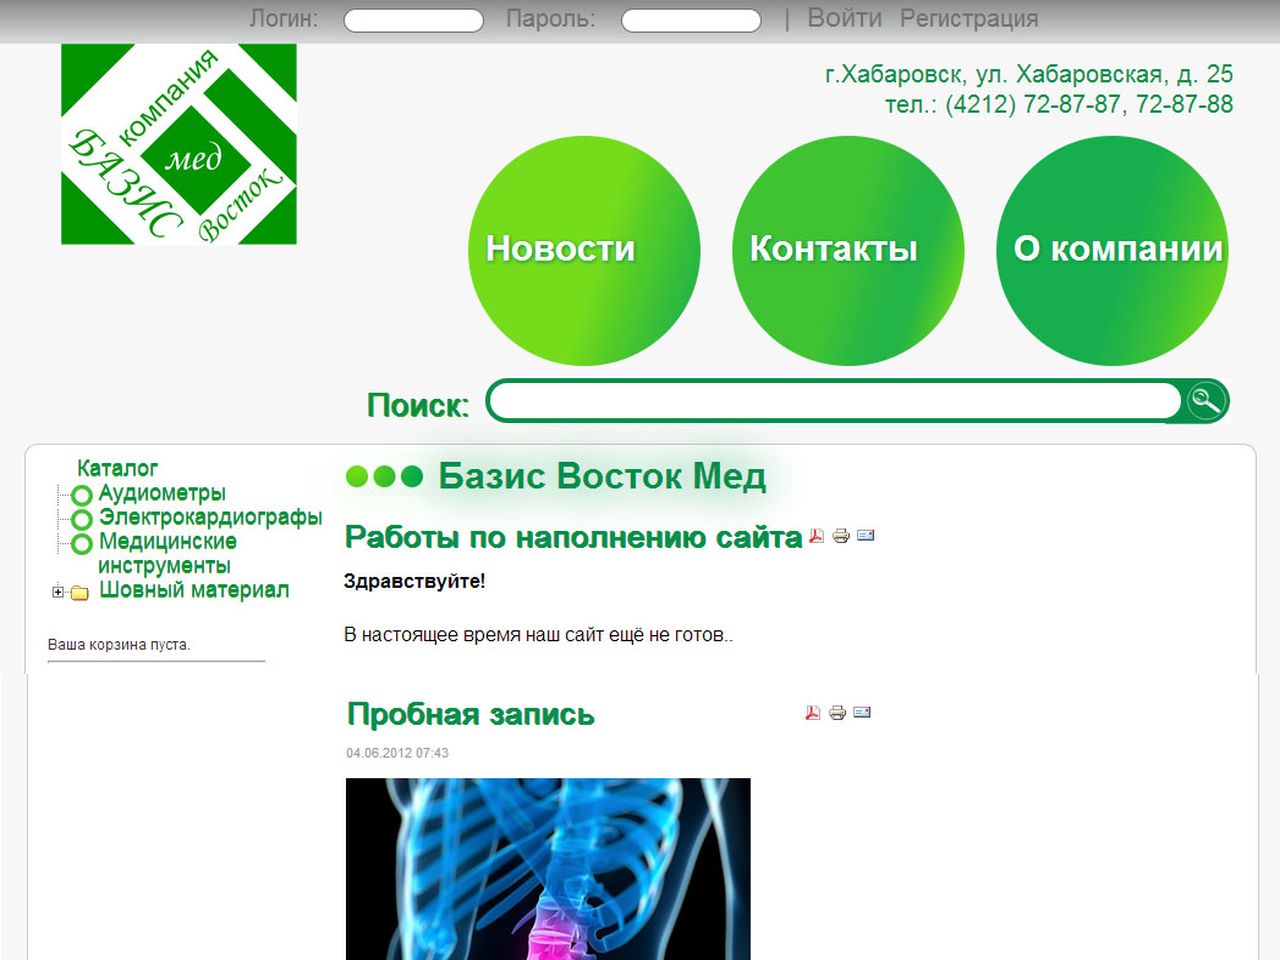 Логин: Пароль: | Войти Регистрация
компания
БАЗИС
мед
Восток
г.Хабаровск, ул. Хабаровская, д. 25
тел.: (4212) 72-87-87, 72-87-88
Новости
Контакты
О компании
Поиск:
Каталог
Аудиометры
Электрокардиографы
Медицинские
инструменты
Шовный материал
Ваша корзина пуста.
Базис Восток Мед
Работы по наполнению сайта
Здравствуйте!
В настоящее время наш сайт ещё не готов..
Пробная запись
04.06.2012 07:43